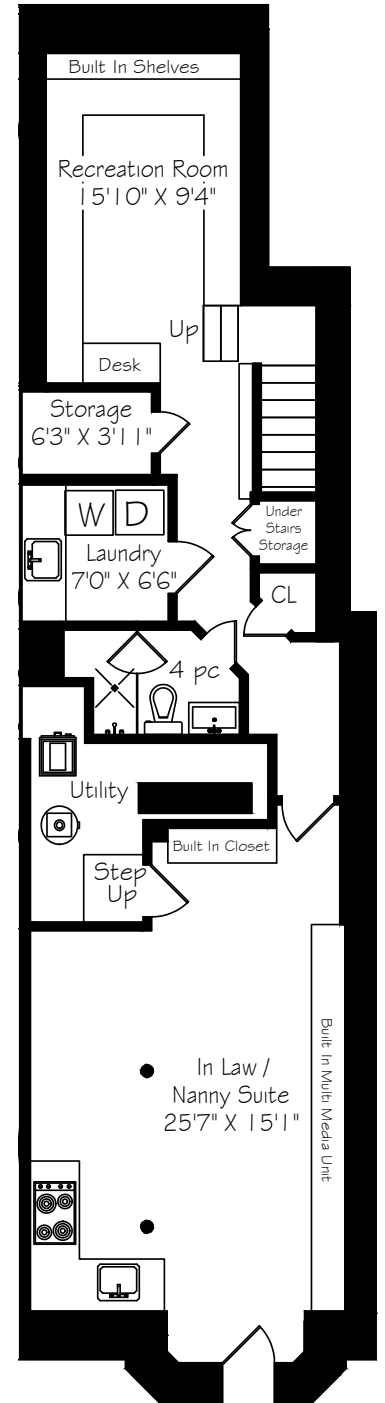 Built In Shelves
Recreation Room
15'10" X 9'4"
Up
Desk
Storage
6'3" X 3'11"
W D
Under
Stairs
Storage
Laundry
7'0" X 6'6"
CL
4 pc
Utility
Built In Closet
Step
Up
In Law /
Nanny Suite
25'7" X 15'1"
Built In Multi Media Unit